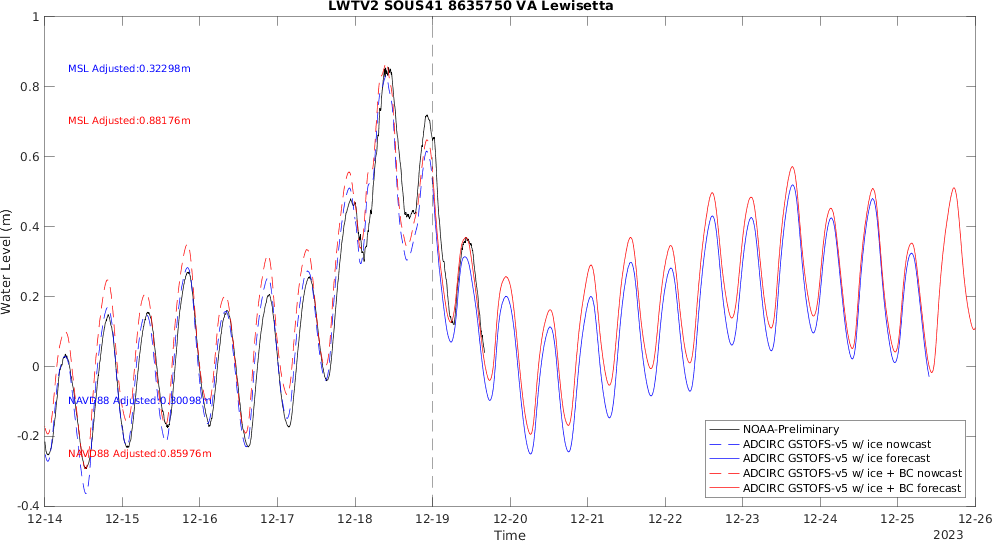 LWTV2 SOUS41 8635750 VA Lewisetta
MSL Adjusted:0.32298m
MSL Adjusted:0.88176m
NAVD88 Adjusted:0.30098m
NAVD88 Adjusted:0.85976m
Water Level (m)
1
0.8
0.6
0.4
0.2
0
-0.2
-0.4
NOAA-Preliminary
ADCIRC GSTOFS-v5 w/ ice nowcast
ADCIRC GSTOFS-v5 w/ ice forecast
ADCIRC GSTOFS-v5 w/ ice + BC nowcast
ADCIRC GSTOFS-v5 w/ ice + BC forecast
12-14 12-15 12-16 12-17 12-18 12-19 12-20 12-21 12-22 12-23 12-24 12-25 12-26
Time
2023